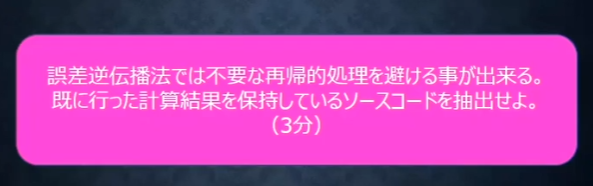 誤差逆伝播法では不要な再帰的処理を避ける事が出来る。
既に行った計算結果を保持しているソースコードを抽出せよ。
（3分）